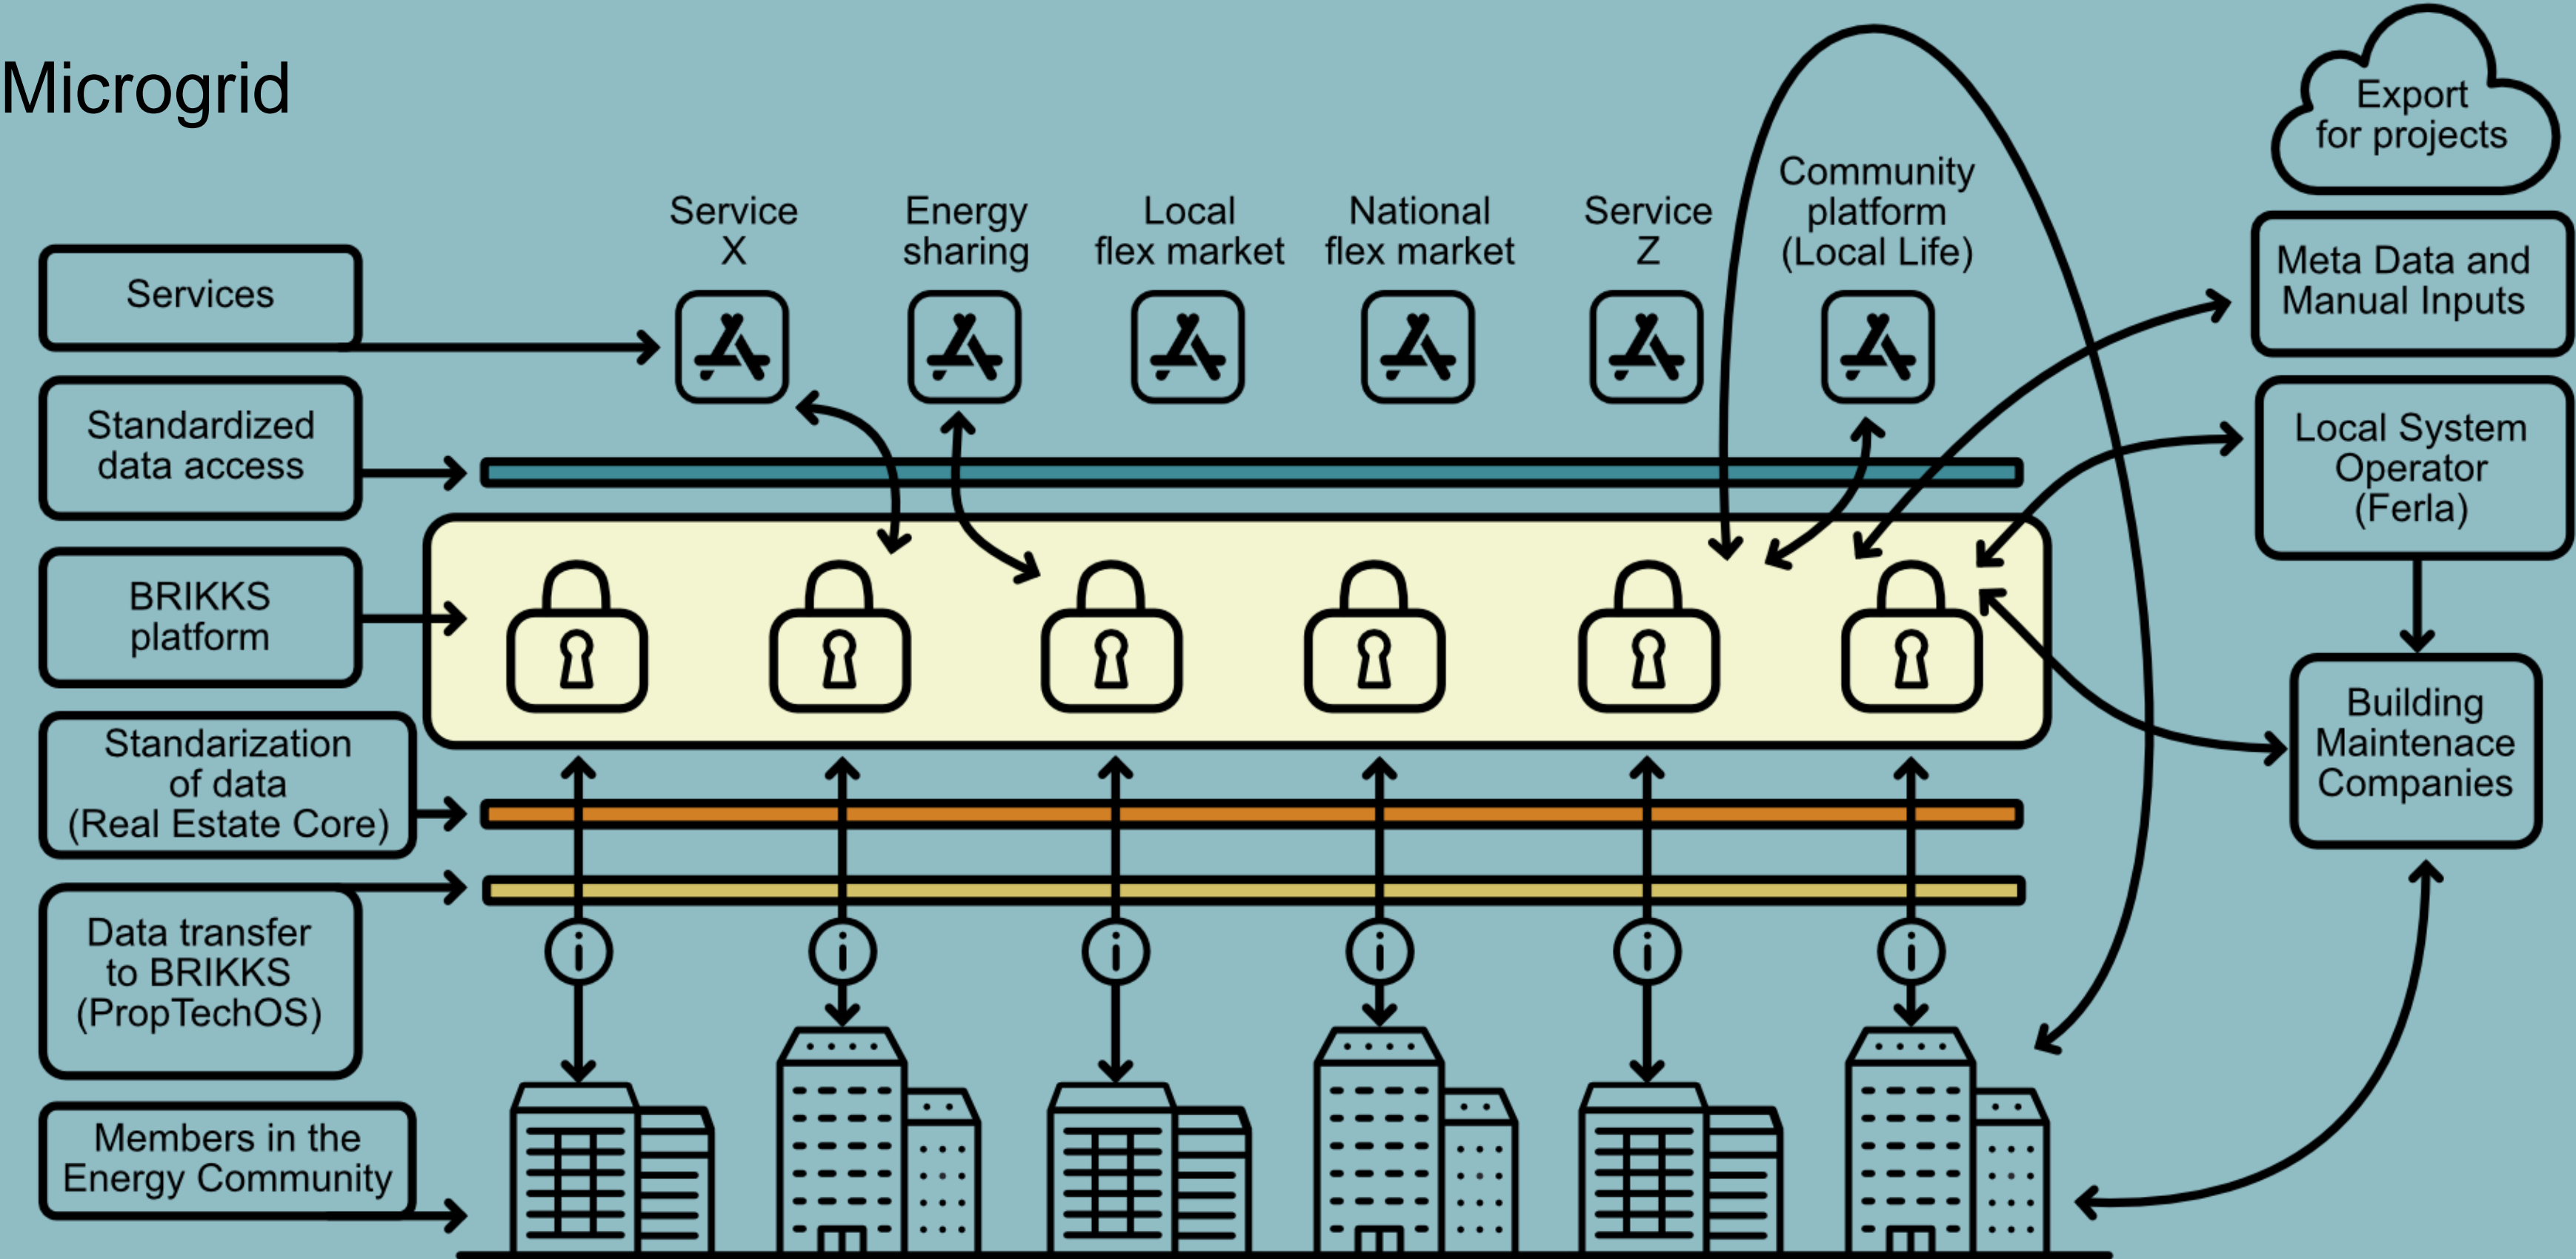 Microgrid
Export
for projects
Service
X
Energy
sharing
Local
flex market
National
flex market
Service
Z
Community
platform
(Local Life)
Meta Data and
Manual Inputs
Services
Standardized
data access
Local System
Operator
(Ferla)
BRIKKS
platform
Standarization
of data
(Real Estate Core)
Building
Maintenace
Companies
Data transfer
to BRIKKS
(PropTechOS)
i
i
i
i
i
i
Members in the
Energy Community